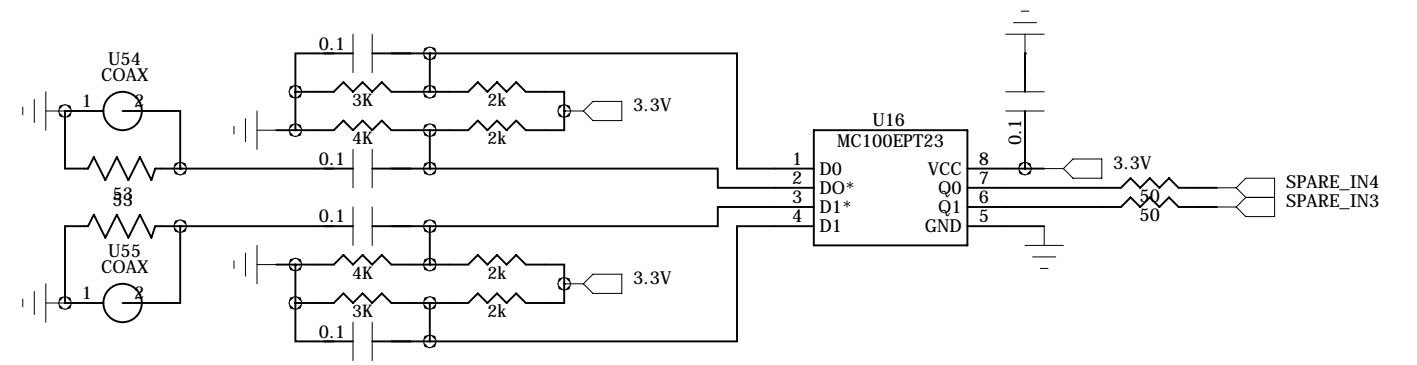 0.1
U54
COAX
1 2
3K 2k
3.3V
4K 2k
0.1
53
53
U55
COAX
1 2
0.1
4K 2k
3.3V
3K 2k
0.1
U16
MC100EPT23
1 D0
2 DO*
3 D1*
4 D1
VCC 8
Q0 7
Q1 6
GND 5
0.1
3.3V
50
50
SPARE_IN4
SPARE_IN3